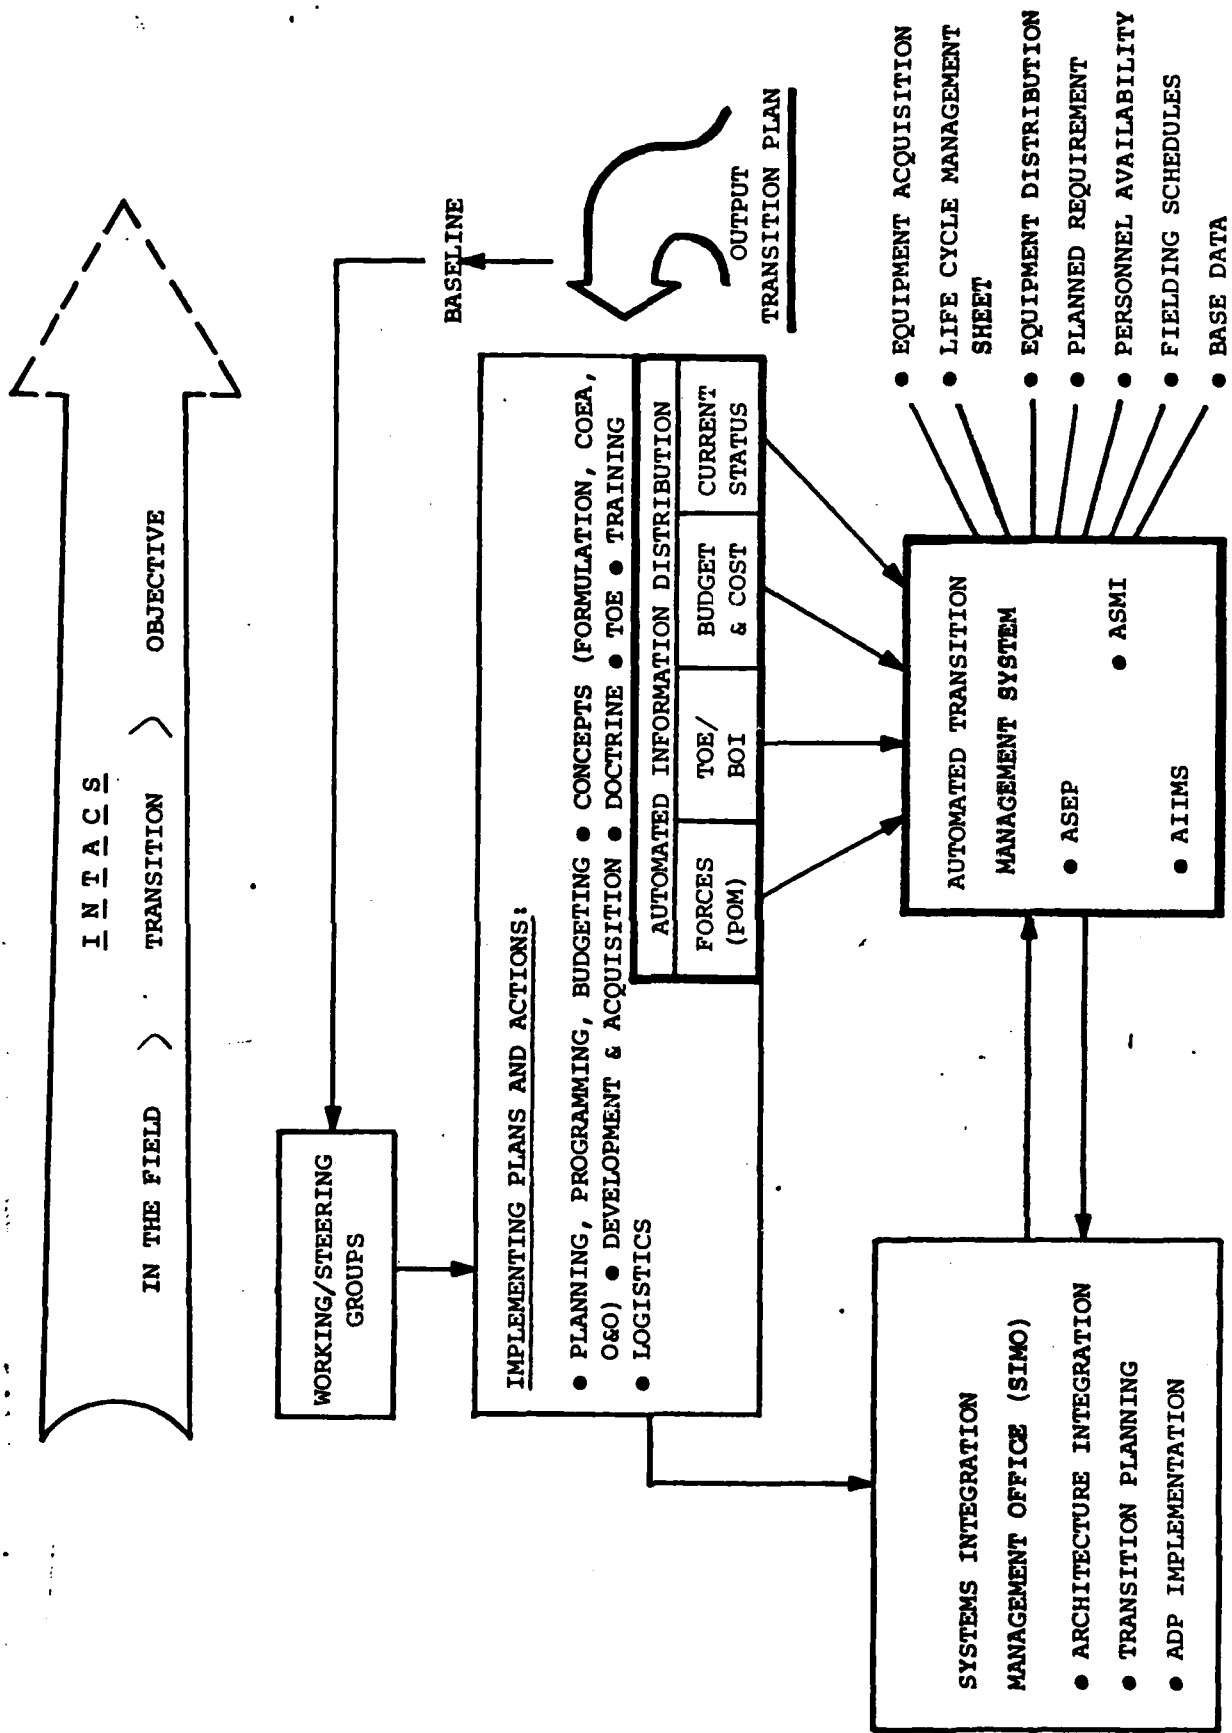 I N T A C S
IN THE FIELD > TRANSITION > OBJECTIVE
WORKING/STEERING
GROUPS
BASELINE
IMPLEMENTING PLANS AND ACTIONS:
● PLANNING, PROGRAMMING, BUDGETING ● CONCEPTS (FORMULATION, COEA,
O&O) ● DEVELOPMENT & ACQUISITION ● DOCTRINE ● TOE ● TRAINING
● LOGISTICS
AUTOMATED INFORMATION DISTRIBUTION
FORCES
(POM)
TOE/
BOI
BUDGET
& COST
CURRENT
STATUS
OUTPUT
TRANSITION PLAN
SYSTEMS INTEGRATION
MANAGEMENT OFFICE (SIMO)
● ARCHITECTURE INTEGRATION
● TRANSITION PLANNING
● ADP IMPLEMENTATION
AUTOMATED TRANSITION
MANAGEMENT SYSTEM
● ASEP
● ASMI
● AIIMS
● EQUIPMENT ACQUISITION
● LIFE CYCLE MANAGEMENT
SHEET
● EQUIPMENT DISTRIBUTION
● PLANNED REQUIREMENT
● PERSONNEL AVAILABILITY
● FIELDING SCHEDULES
● BASE DATA